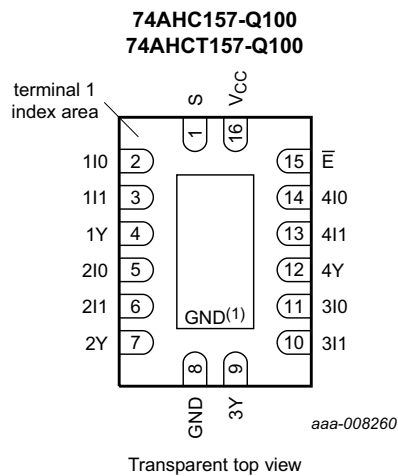 74AHC157-Q100
74AHCT157-Q100
terminal 1
index area
S
VCC
1
16
1I0 2
15 E̅
1I1 3
14 4I0
1Y 4
13 4I1
2I0 5
12 4Y
2I1 6
11 3I0
2Y 7
10 3I1
GND(1)
8
9
GND
3Y
aaa-008260
Transparent top view